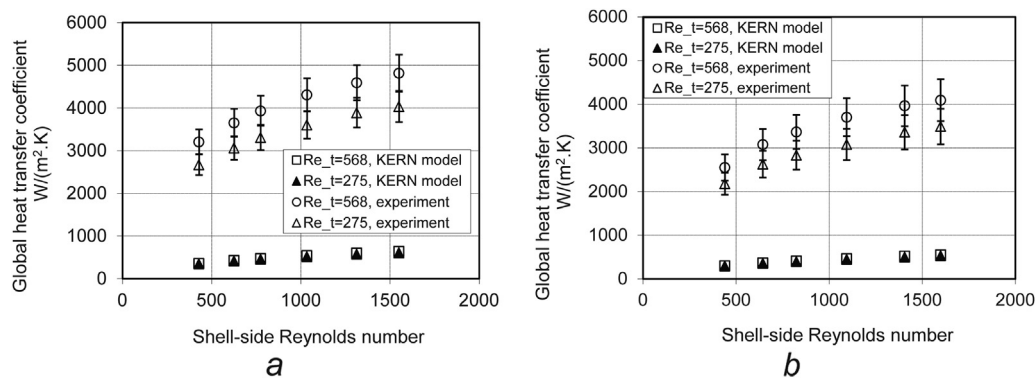 Global heat transfer coefficient
W/(m².K)
6000
5000
4000
3000
2000
1000
0
□ Re_t=568, KERN model
▲ Re_t=275, KERN model
○ Re_t=568, experiment
△ Re_t=275, experiment
0 500 1000 1500 2000
Shell-side Reynolds number
a
Global heat transfer coefficient
W/(m².K)
6000
5000
4000
3000
2000
1000
0
□ Re_t=568, KERN model
▲ Re_t=275, KERN model
○ Re_t=568, experiment
△ Re_t=275, experiment
0 500 1000 1500 2000
Shell-side Reynolds number
b